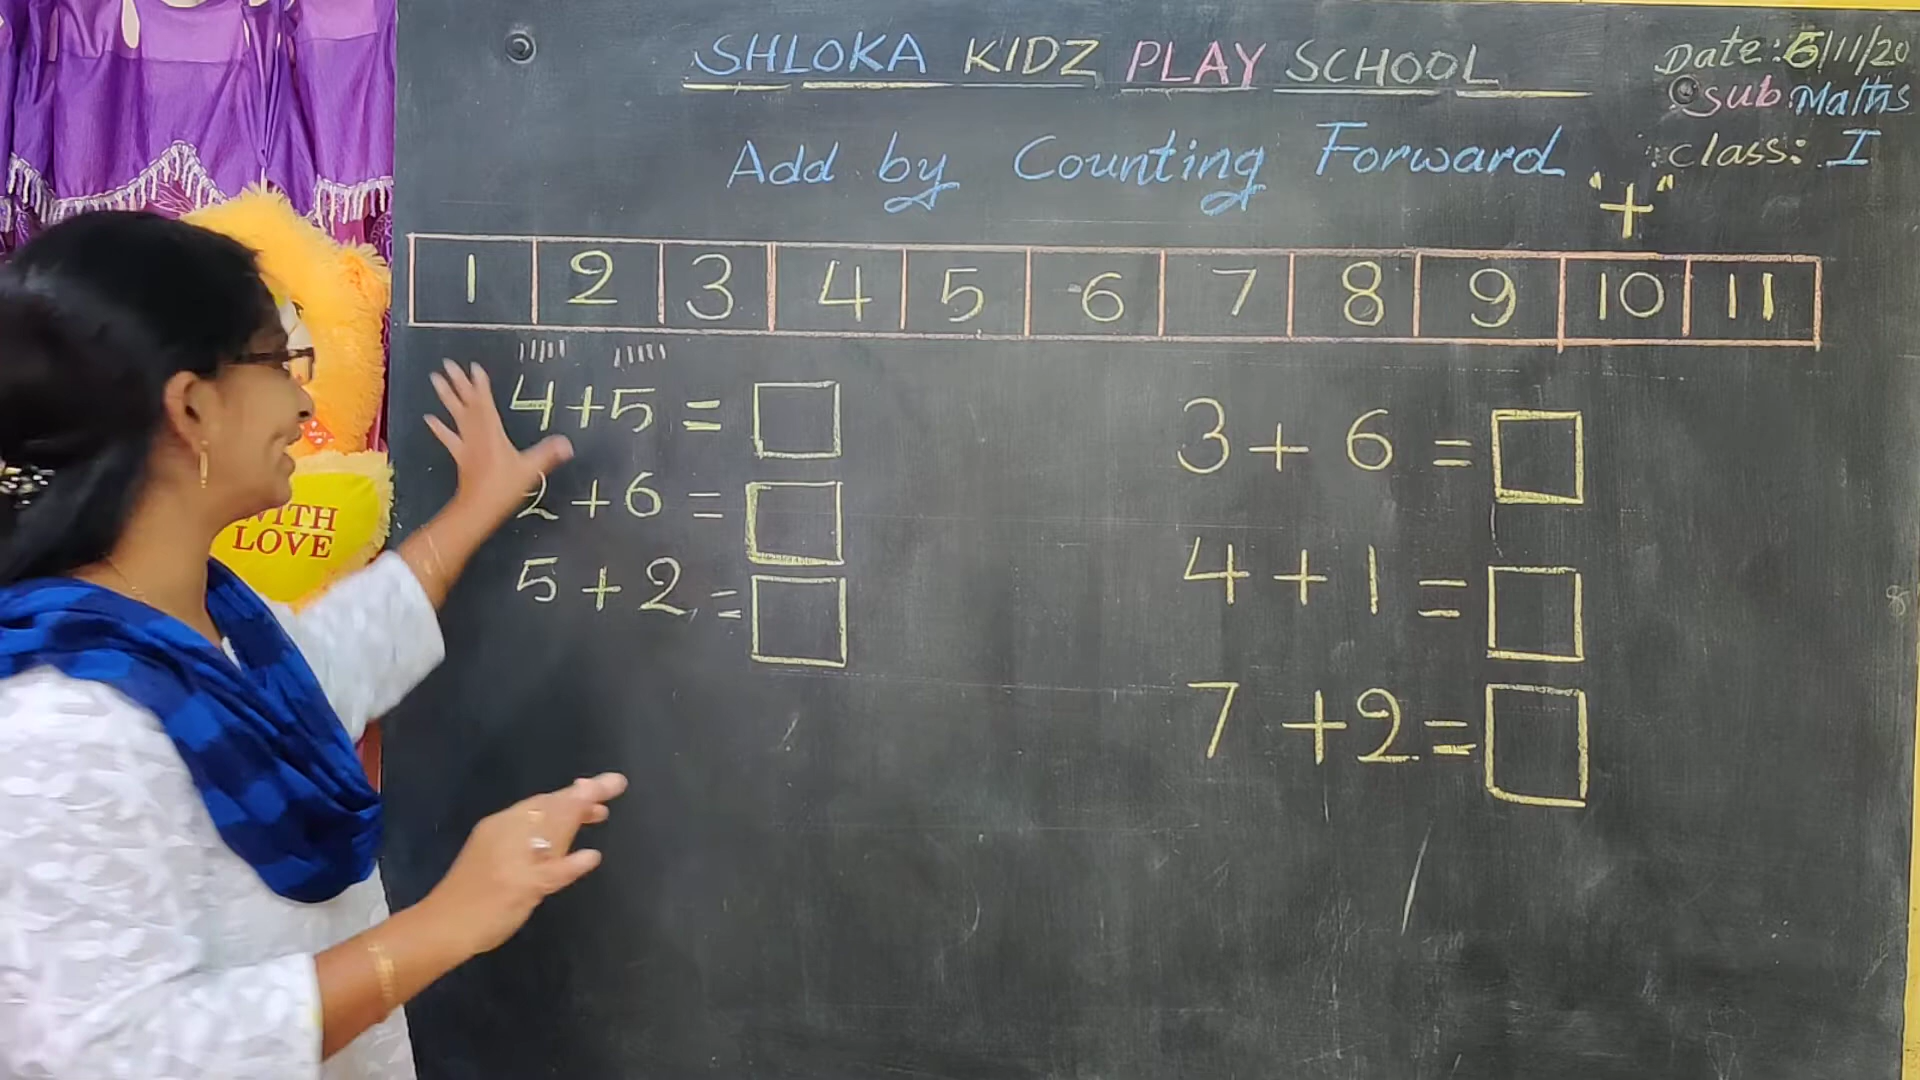 SHLOKA KIDZ PLAY SCHOOL
Date: 5/11/20
Sub: Maths
Class: I
Add by Counting Forward "+"
1 2 3 4 5 6 7 8 9 10 11
4+5=
2+6=
5+2=
3+6=
4+1=
7+2=
WITH
LOVE